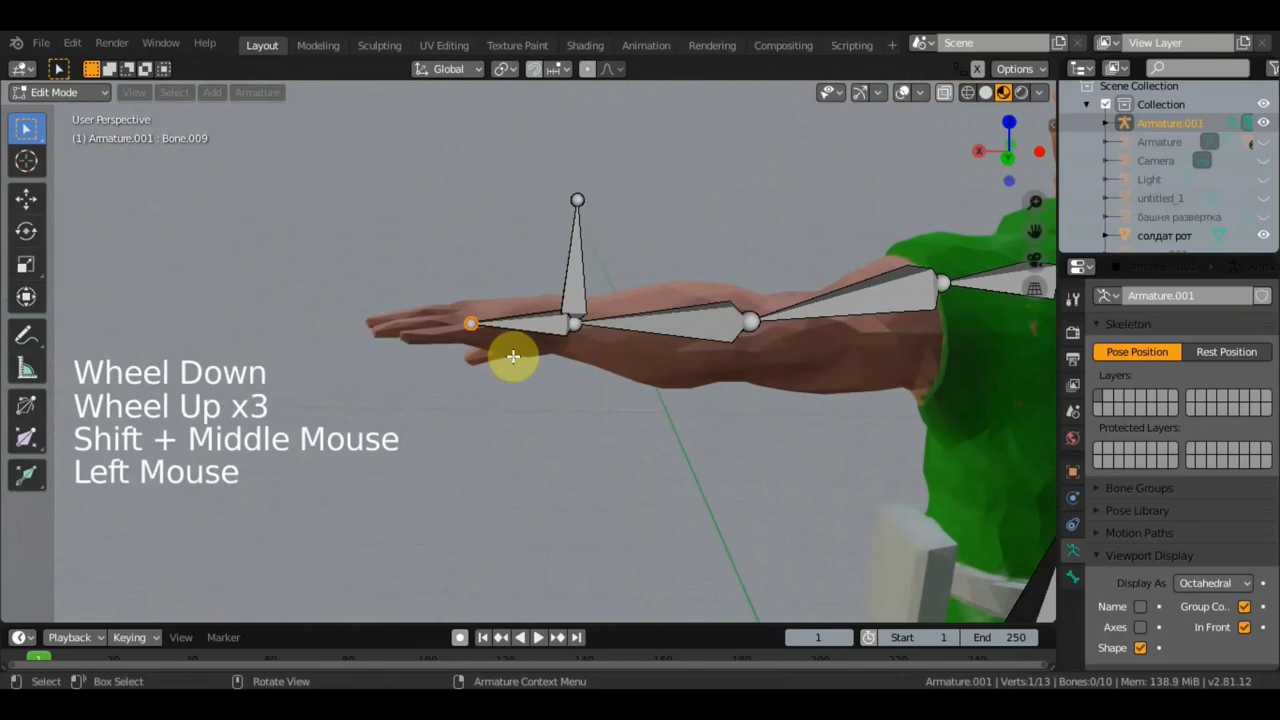 File Edit Render Window Help Layout Modeling Sculpting UV Editing Texture Paint Shading Animation Rendering Compositing Scripting + Scene View Layer
Global Options
Edit Mode View Select Add Armature
User Perspective
(1) Armature.001 : Bone.009
X
Y
Scene Collection
Collection
Armature.001
Armature
Camera
Light
untitled_1
башня развертка
солдат рот
Armature.001
Skeleton
Pose Position Rest Position
Layers:
Protected Layers:
Bone Groups
Pose Library
Motion Paths
Viewport Display
Display As Octahedral
Name Group Co..
Axes In Front
Shape
Wheel Down
Wheel Up x3
Shift + Middle Mouse
Left Mouse
Playback Keying View Marker 1 Start 1 End 250
1
Select Box Select Rotate View Armature Context Menu Armature.001 | Verts:1/13 | Bones:0/10 | Mem: 138.9 MiB | v2.81.12